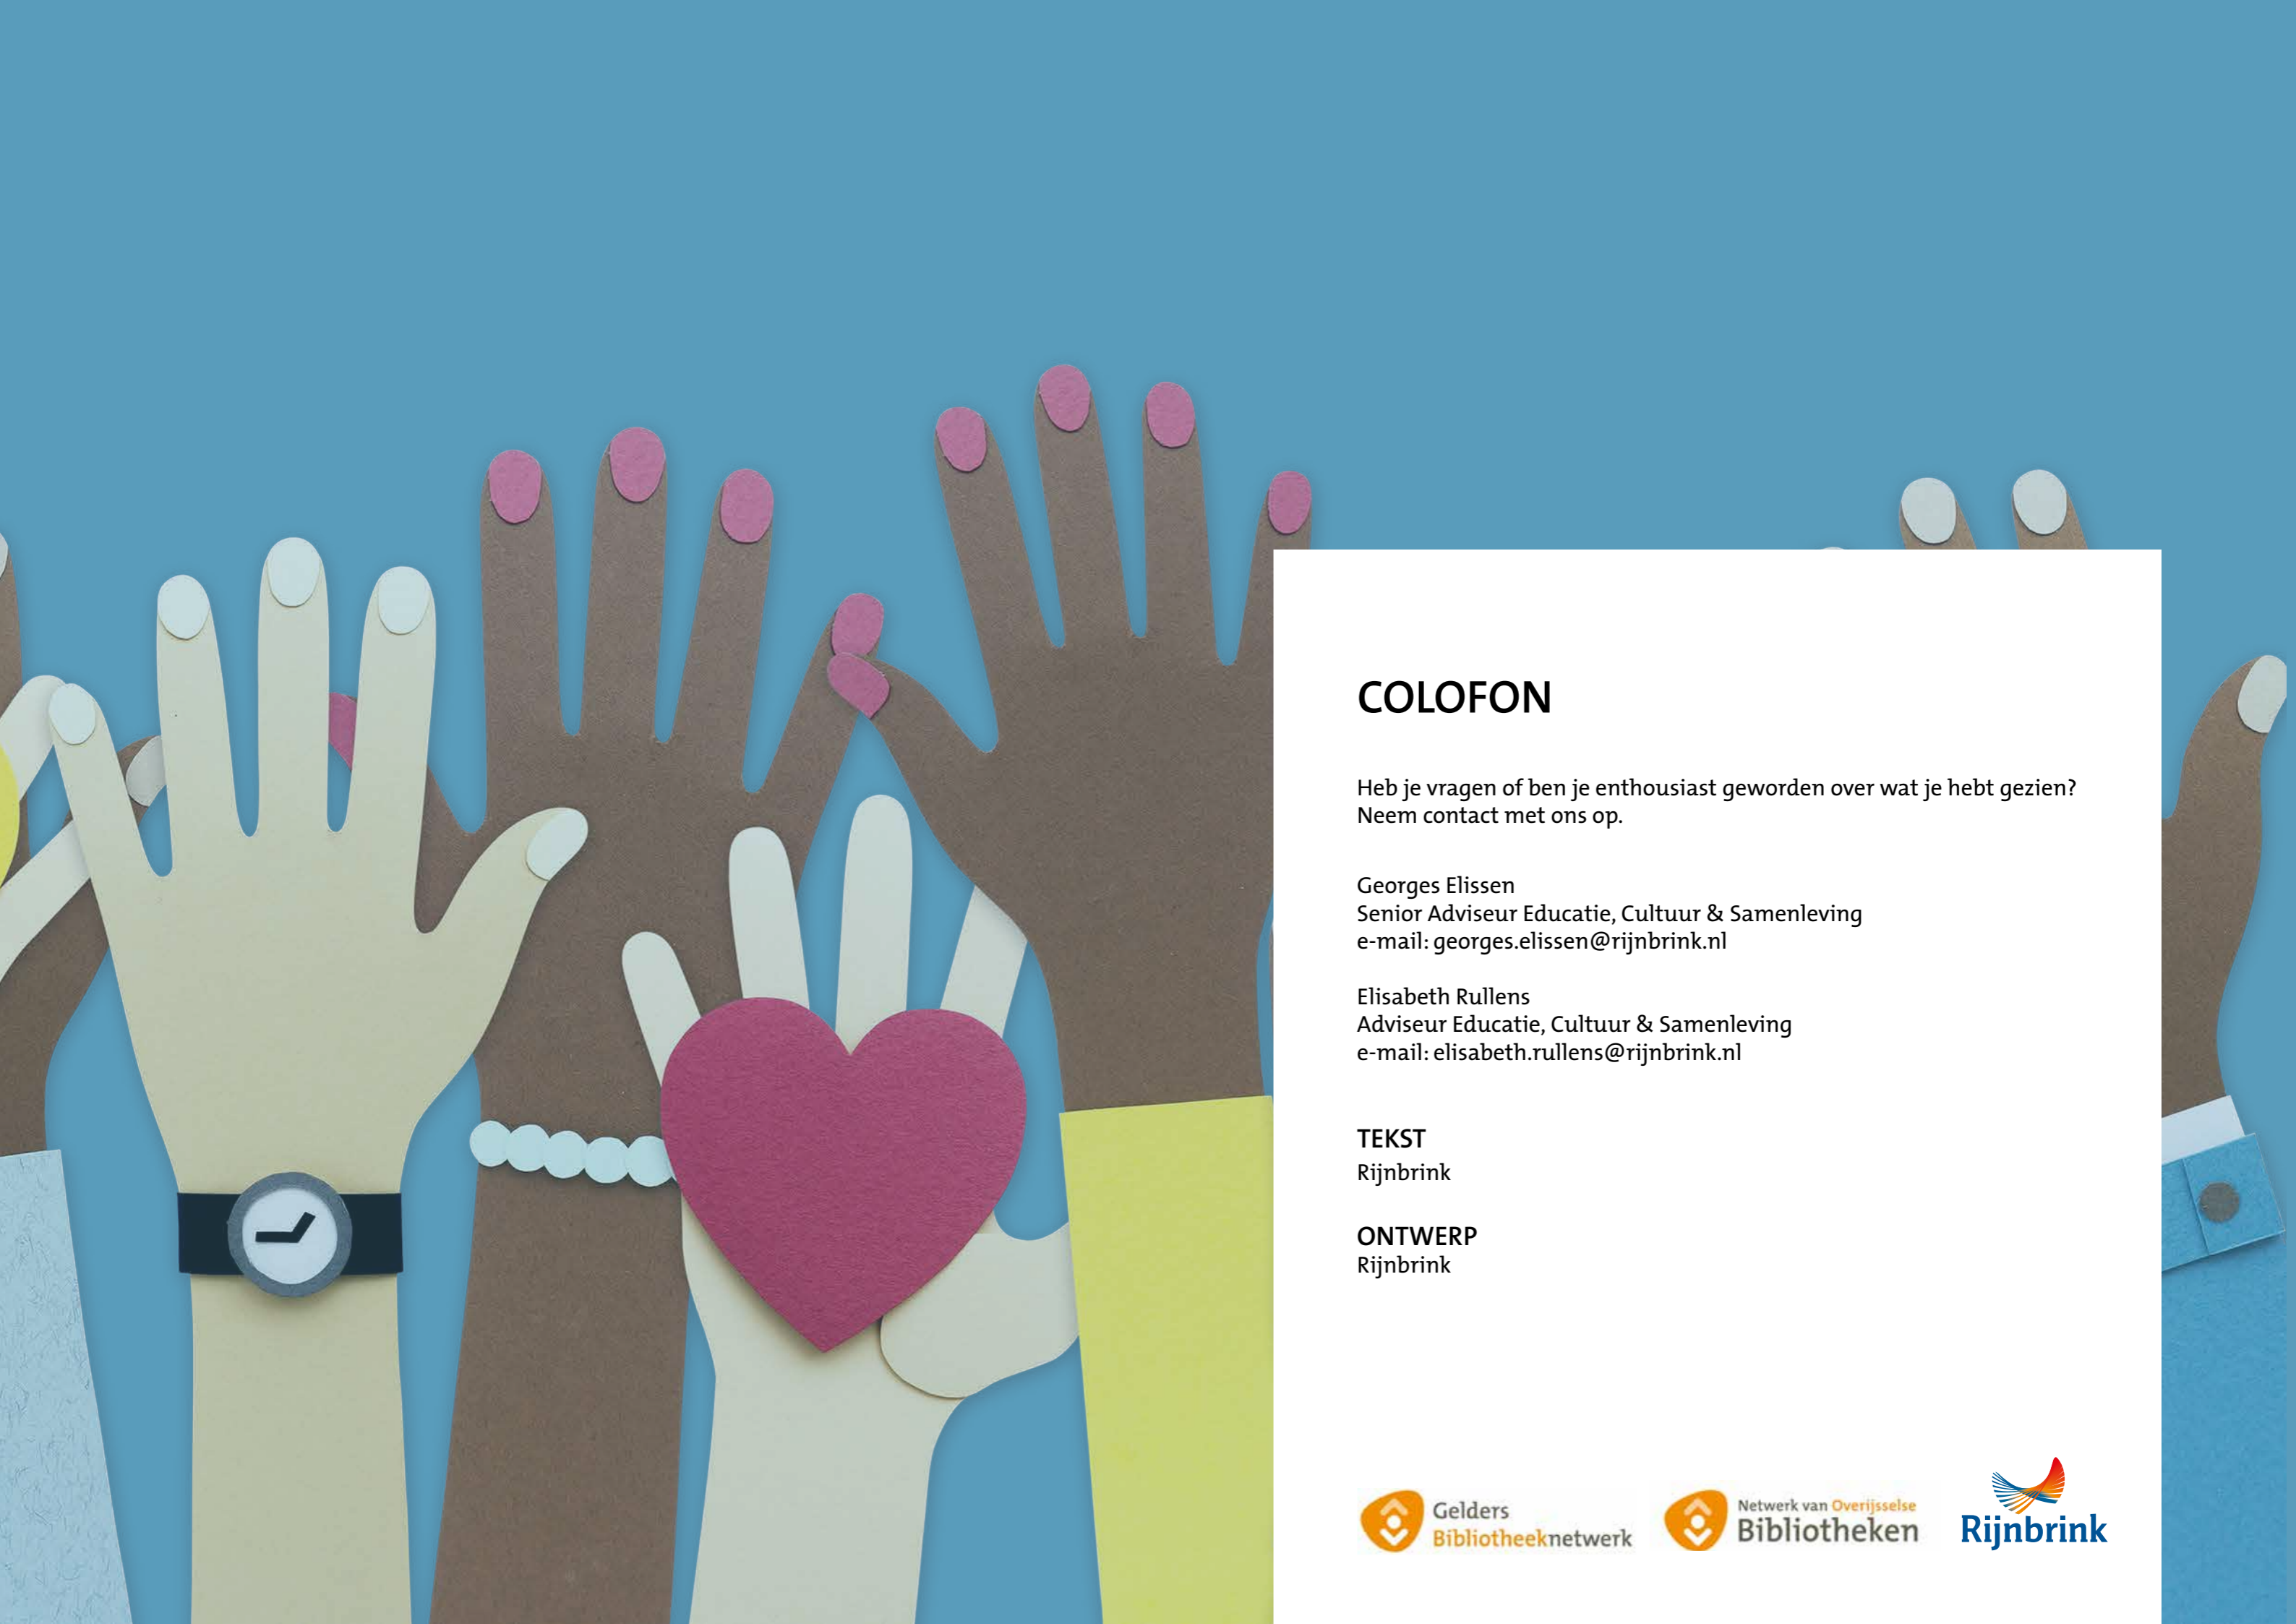 COLOFON
Heb je vragen of ben je enthousiast geworden over wat je hebt gezien?
Neem contact met ons op.
Georges Elissen
Senior Adviseur Educatie, Cultuur & Samenleving
e-mail: georges.elissen@rijnbrink.nl
Elisabeth Rullens
Adviseur Educatie, Cultuur & Samenleving
e-mail: elisabeth.rullens@rijnbrink.nl
TEKST
Rijnbrink
ONTWERP
Rijnbrink
Gelders
Bibliotheeknetwerk
Netwerk van Overijsselse
Bibliotheken
Rijnbrink